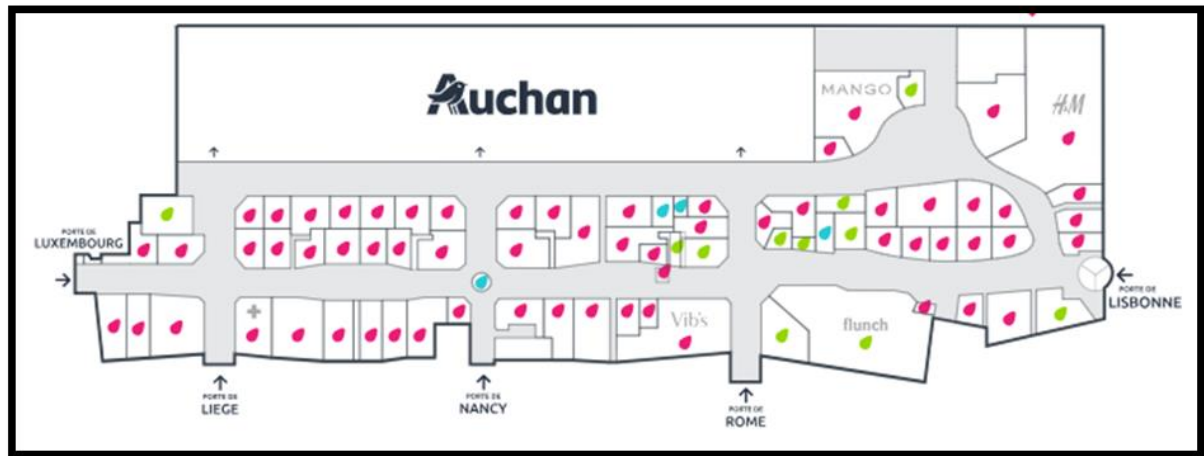 Auchan
MANGO
H&M
PORTE DE
LUXEMBOURG
PORTE DE
LISBONNE
Vib's
flunch
PORTE DE
LIEGE
PORTE DE
NANCY
PORTE DE
ROME